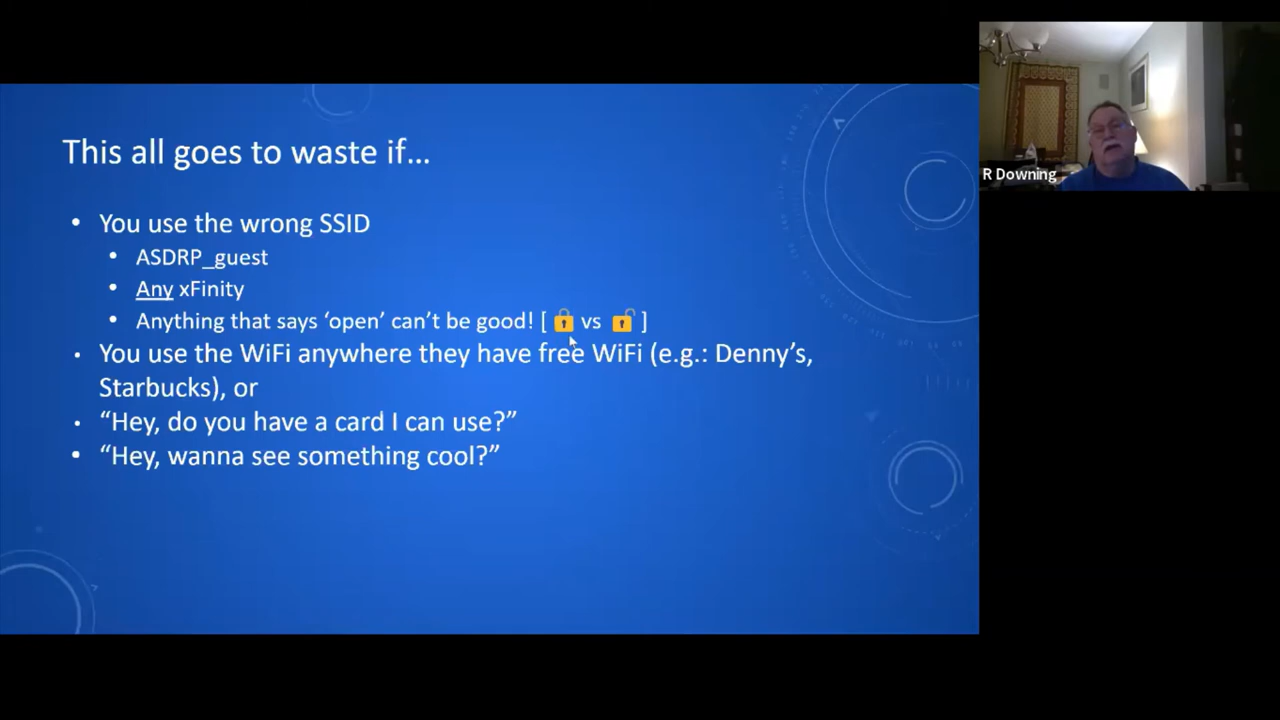 This all goes to waste if…
• You use the wrong SSID
• ASDRP_guest
• Any xFinity
• Anything that says ‘open’ can’t be good! [ 🔒 vs 🔓 ]
• You use the WiFi anywhere they have free WiFi (e.g.: Denny’s,
Starbucks), or
• “Hey, do you have a card I can use?”
• “Hey, wanna see something cool?”
R Downing